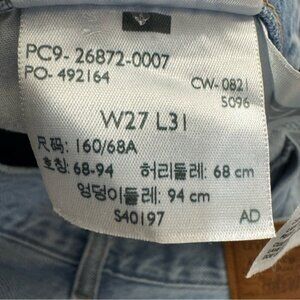 PC9- 26872-0007
PO- 492164
CW- 0821
5096
W27 L31
尺码: 160/68A
호칭: 68-94 허리둘레: 68 cm
엉덩이둘레: 94 cm
S40197 AD